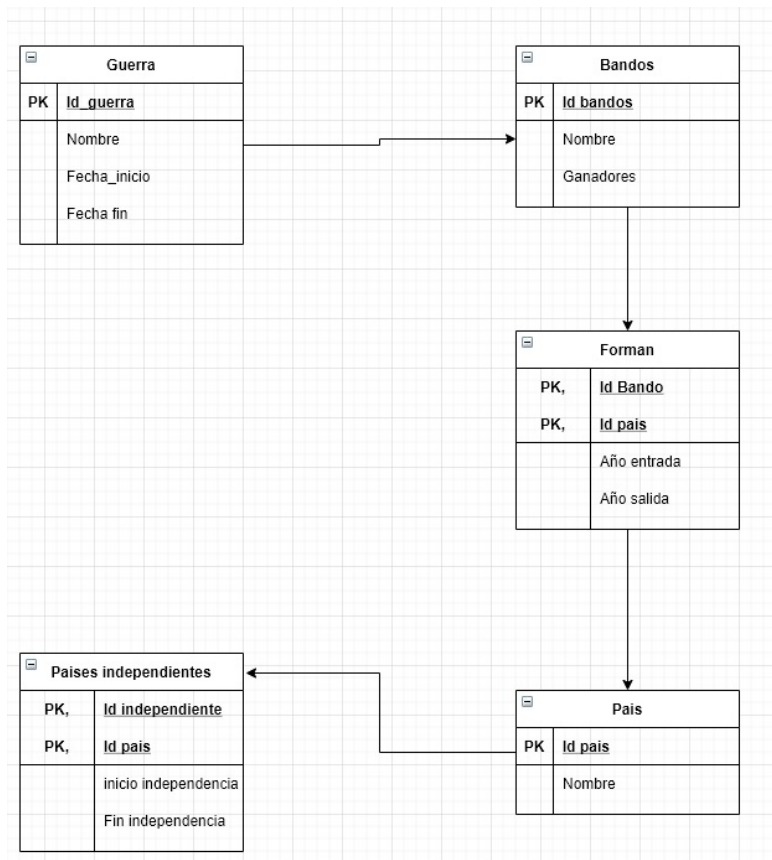 Guerra
PK Id_guerra
Nombre
Fecha_inicio
Fecha fin
Bandos
PK Id bandos
Nombre
Ganadores
Forman
PK, Id Bando
PK, Id pais
Año entrada
Año salida
Paises independientes
PK, Id independiente
PK, Id pais
inicio independencia
Fin independencia
Pais
PK Id pais
Nombre